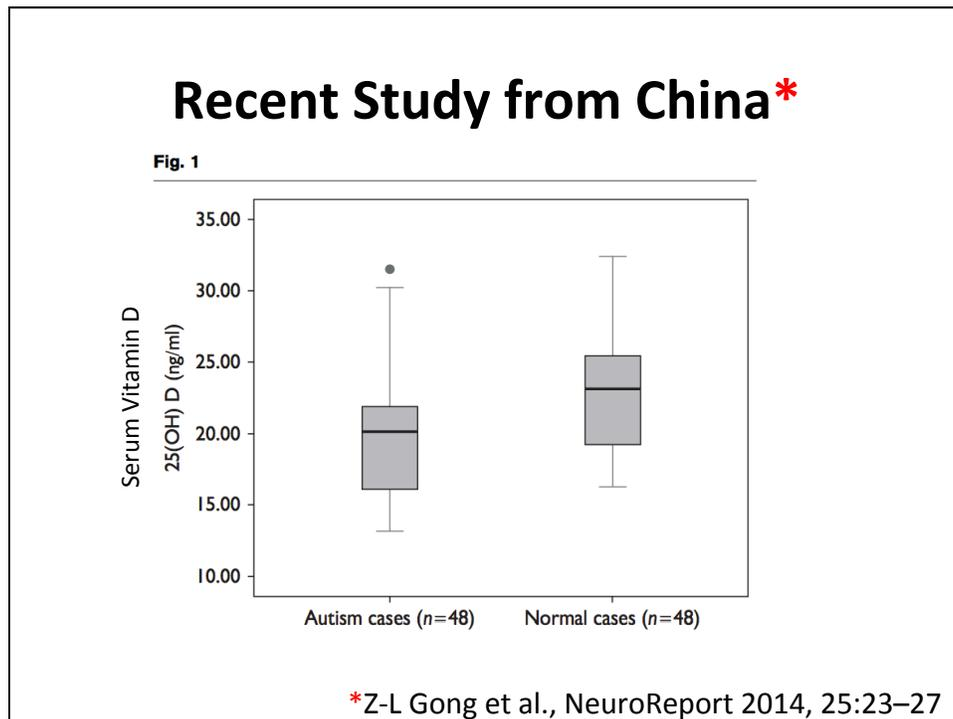 Recent Study from China*
Fig. 1
Serum Vitamin D
25(OH) D (ng/ml)
35.00
30.00
25.00
20.00
15.00
10.00
Autism cases (n=48) Normal cases (n=48)
*Z-L Gong et al., NeuroReport 2014, 25:23–27